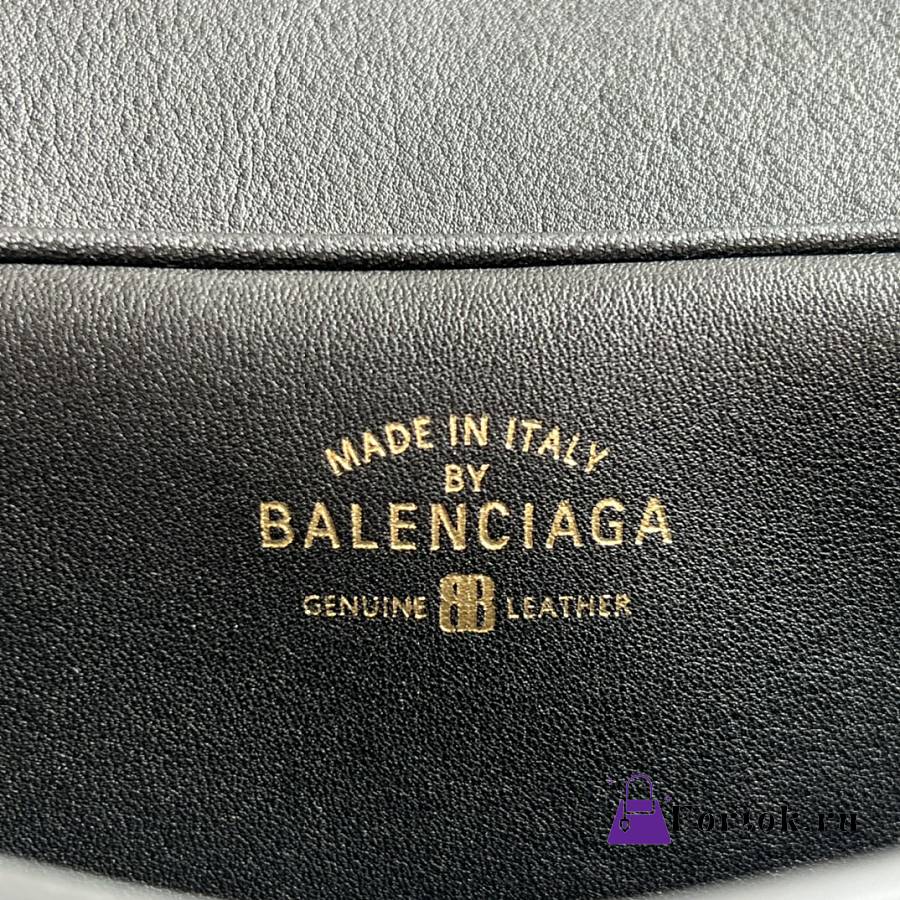 MADE IN ITALY
BY
BALENCIAGA
GENUINE BB LEATHER
Fortok.ru